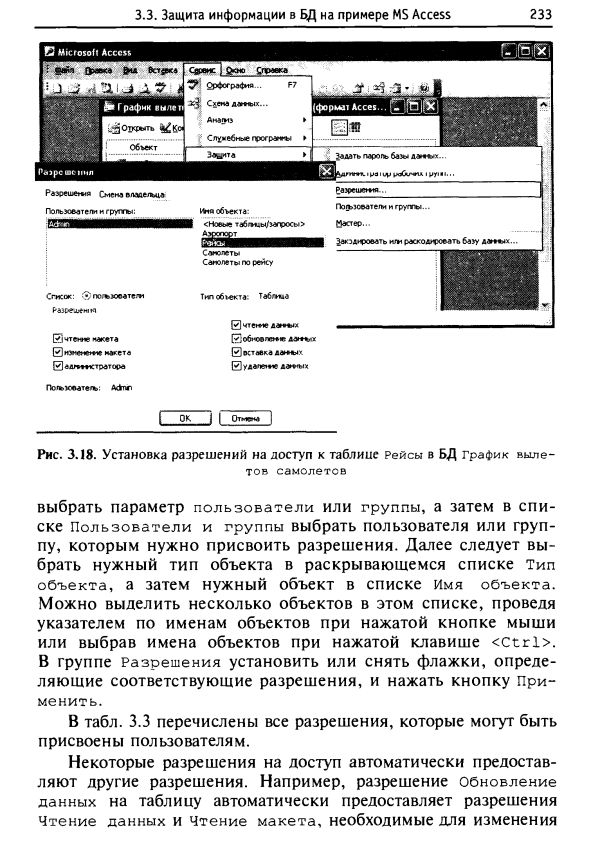 3.3. Защита информации в БД на примере MS Access 233
Microsoft Access
Файл Правка Вид Вставка Сервис Окно Справка
Орфография... F7
График вылет
Схема данных...
(формат Acces...
Открыть
Анализ
Служебные программы
Объект
Защита
Задать пароль базы данных...
Разрешения
Администратор рабочих групп...
Разрешения...
Разрешения Смена владельца
Пользователи и группы...
Пользователи и группы: Имя объекта:
Мастер...
Admin <Новые таблицы/запросы>
Аэропорт
Рейсы
Закодировать или раскодировать базу данных...
Самолеты
Самолеты по рейсу
Список: пользователи Тип объекта: Таблица
Разрешения
чтение данных
чтение макета обновление данных
изменение макета вставка данных
администратора удаление данных
Пользователь: Admin
OK Отмена
Рис. 3.18. Установка разрешений на доступ к таблице Рейсы в БД График выле-
тов самолетов
выбрать параметр пользователи или группы, а затем в спи-
ске Пользователи и группы выбрать пользователя или груп-
пу, которым нужно присвоить разрешения. Далее следует вы-
брать нужный тип объекта в раскрывающемся списке Тип
объекта, а затем нужный объект в списке Имя объекта.
Можно выделить несколько объектов в этом списке, проведя
указателем по именам объектов при нажатой кнопке мыши
или выбрав имена объектов при нажатой клавише <Ctrl>.
В группе Разрешения установить или снять флажки, опреде-
ляющие соответствующие разрешения, и нажать кнопку При-
менить.
В табл. 3.3 перечислены все разрешения, которые могут быть
присвоены пользователям.
Некоторые разрешения на доступ автоматически предостав-
ляют другие разрешения. Например, разрешение Обновление
данных на таблицу автоматически предоставляет разрешения
Чтение данных и Чтение макета, необходимые для изменения